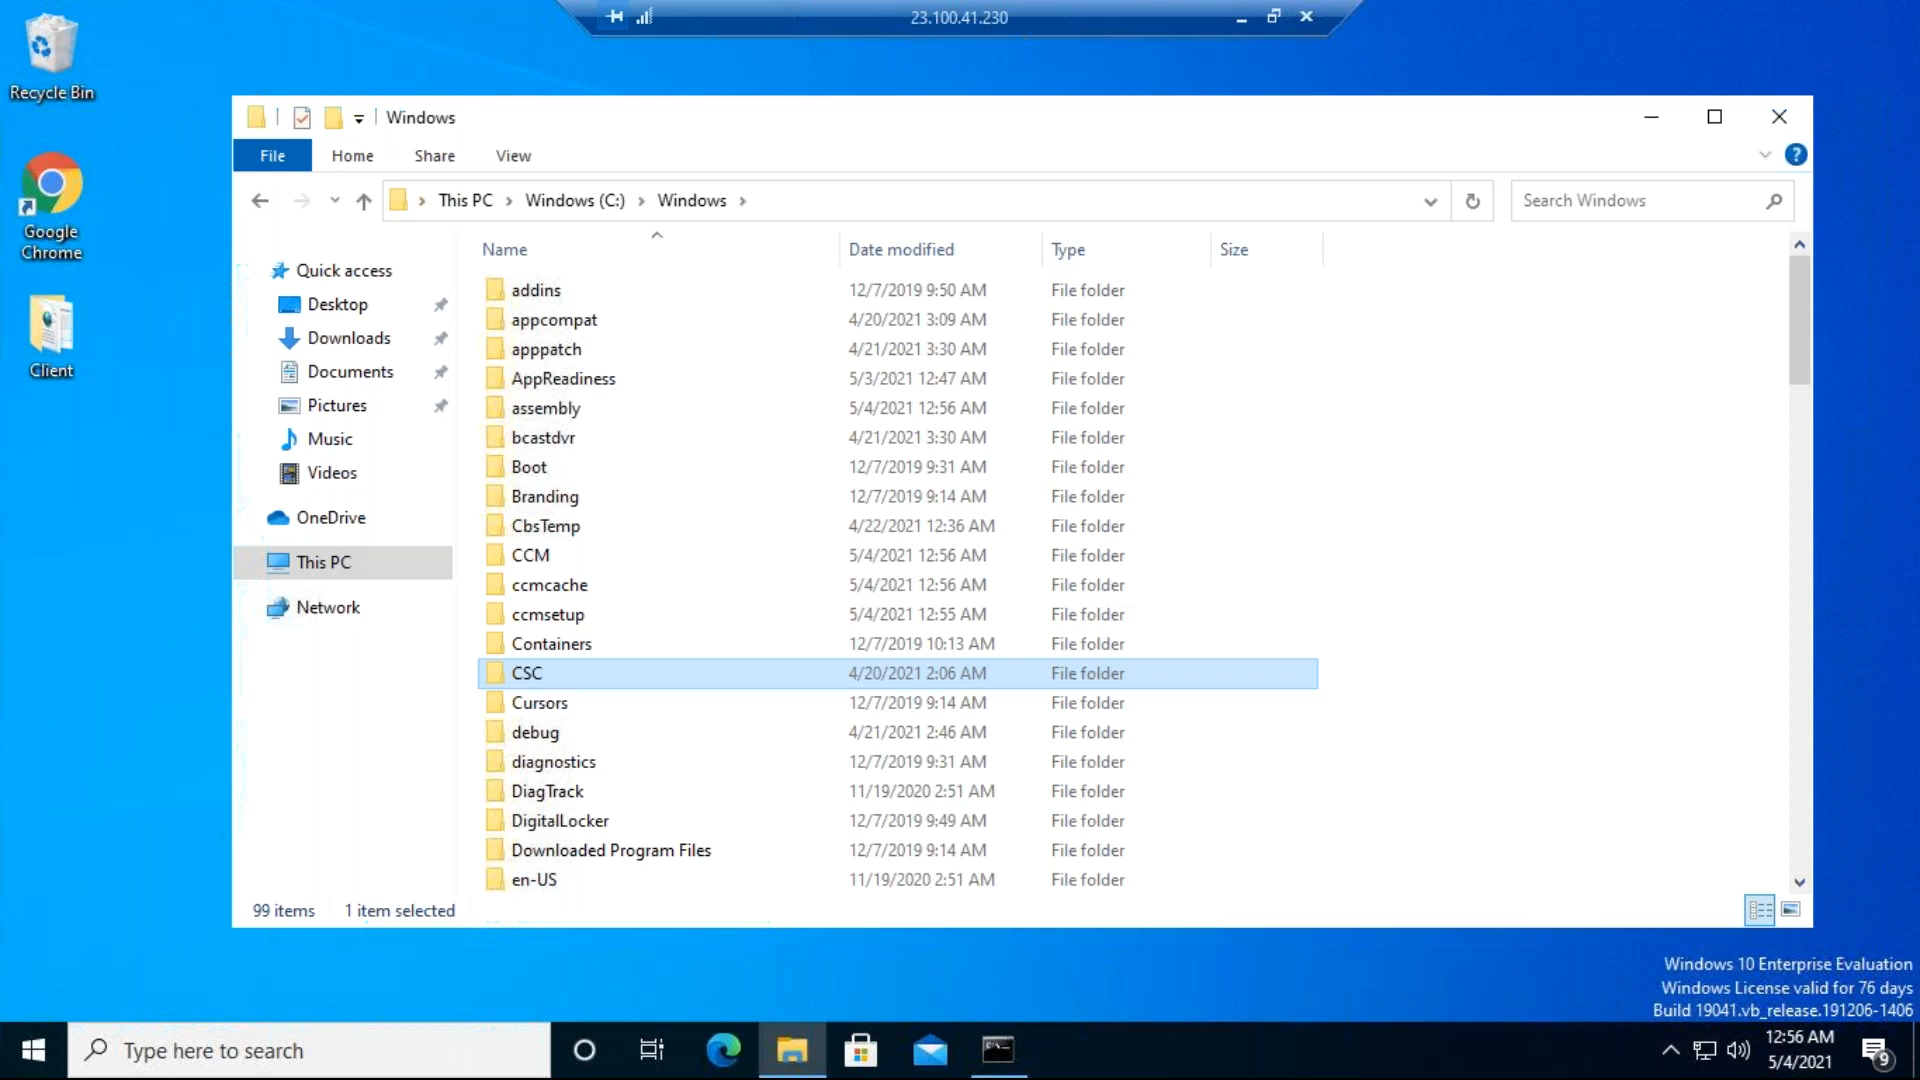 23.100.41.230
Recycle Bin
Google
Chrome
Client
Windows
File Home Share View
This PC Windows (C:) Windows
Search Windows
Name Date modified Type Size
Quick access
Desktop
Downloads
Documents
Pictures
Music
Videos
OneDrive
This PC
Network
addins 12/7/2019 9:50 AM File folder
appcompat 4/20/2021 3:09 AM File folder
apppatch 4/21/2021 3:30 AM File folder
AppReadiness 5/3/2021 12:47 AM File folder
assembly 5/4/2021 12:56 AM File folder
bcastdvr 4/21/2021 3:30 AM File folder
Boot 12/7/2019 9:31 AM File folder
Branding 12/7/2019 9:14 AM File folder
CbsTemp 4/22/2021 12:36 AM File folder
CCM 5/4/2021 12:56 AM File folder
ccmcache 5/4/2021 12:56 AM File folder
ccmsetup 5/4/2021 12:55 AM File folder
Containers 12/7/2019 10:13 AM File folder
CSC 4/20/2021 2:06 AM File folder
Cursors 12/7/2019 9:14 AM File folder
debug 4/21/2021 2:46 AM File folder
diagnostics 12/7/2019 9:31 AM File folder
DiagTrack 11/19/2020 2:51 AM File folder
DigitalLocker 12/7/2019 9:49 AM File folder
Downloaded Program Files 12/7/2019 9:14 AM File folder
en-US 11/19/2020 2:51 AM File folder
99 items 1 item selected
Windows 10 Enterprise Evaluation
Windows License valid for 76 days
Build 19041.vb_release.191206-1406
Type here to search
12:56 AM
5/4/2021
9